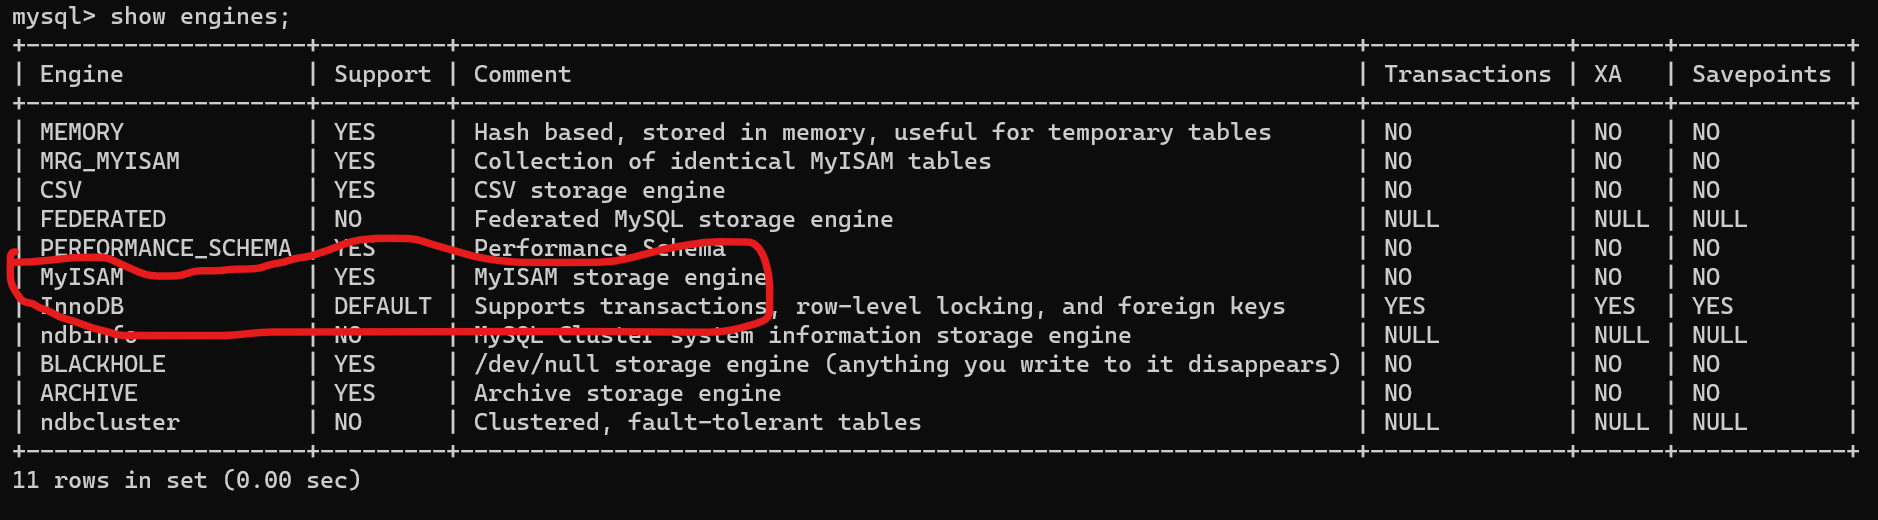 mysql> show engines;
+--------------------+---------+----------------------------------------------------------------+--------------+------+------------+
| Engine             | Support | Comment                                                        | Transactions | XA   | Savepoints |
+--------------------+---------+----------------------------------------------------------------+--------------+------+------------+
| MEMORY             | YES     | Hash based, stored in memory, useful for temporary tables      | NO           | NO   | NO         |
| MRG_MYISAM         | YES     | Collection of identical MyISAM tables                          | NO           | NO   | NO         |
| CSV                | YES     | CSV storage engine                                             | NO           | NO   | NO         |
| FEDERATED          | NO      | Federated MySQL storage engine                                 | NULL         | NULL | NULL       |
| PERFORMANCE_SCHEMA | YES     | Performance Schema                                             | NO           | NO   | NO         |
| MyISAM             | YES     | MyISAM storage engine                                          | NO           | NO   | NO         |
| InnoDB             | DEFAULT | Supports transactions, row-level locking, and foreign keys     | YES          | YES  | YES        |
| ndbinfo            | NO      | MySQL Cluster system information storage engine                | NULL         | NULL | NULL       |
| BLACKHOLE          | YES     | /dev/null storage engine (anything you write to it disappears) | NO           | NO   | NO         |
| ARCHIVE            | YES     | Archive storage engine                                         | NO           | NO   | NO         |
| ndbcluster         | NO      | Clustered, fault-tolerant tables                               | NULL         | NULL | NULL       |
+--------------------+---------+----------------------------------------------------------------+--------------+------+------------+
11 rows in set (0.00 sec)